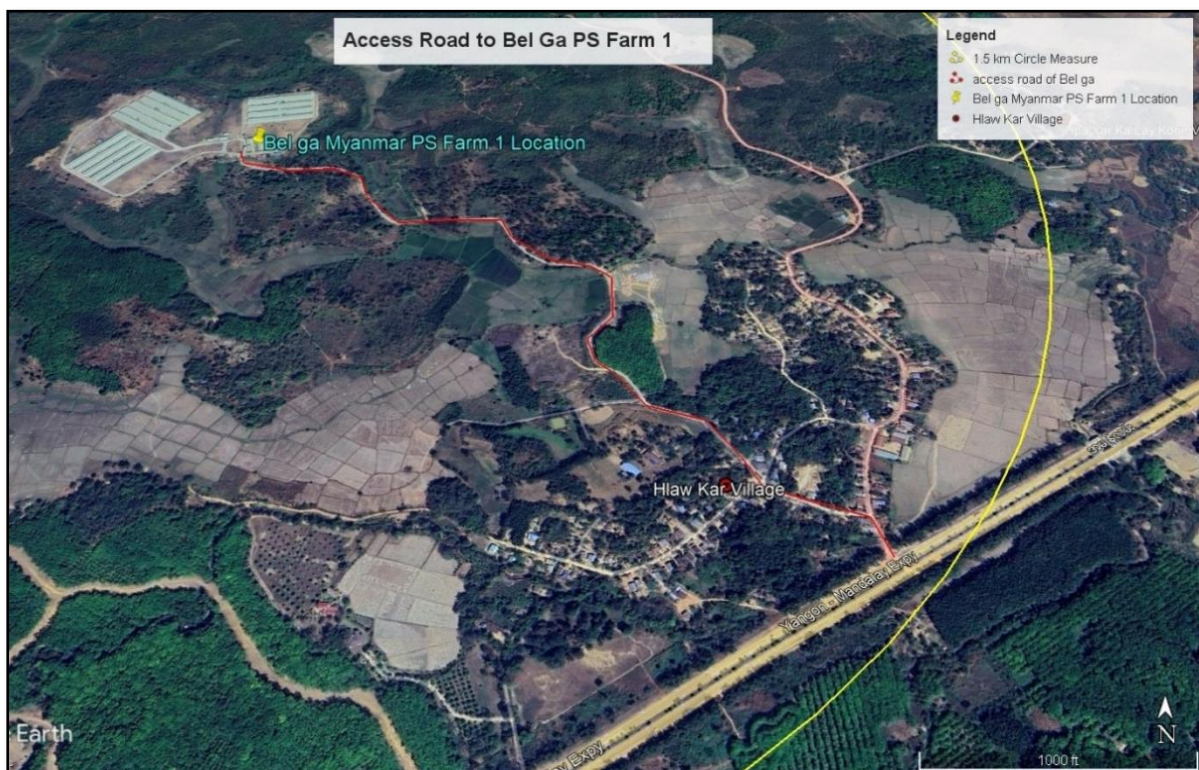 Access Road to Bel Ga PS Farm 1
Legend
1.5 km Circle Measure
access road of Bel ga
Bel ga Myanmar PS Farm 1 Location
Hlaw Kar Village
Bel ga Myanmar PS Farm 1 Location
Hlaw Kar Village
Yangon - Mandalay Expy
Expy
Earth
N
1000 ft